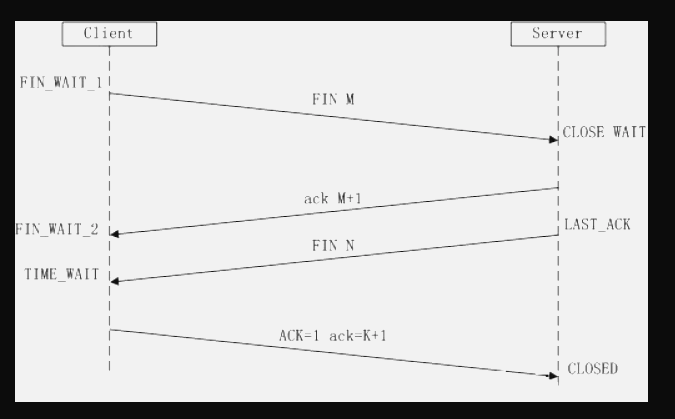 Client
Server
FIN_WAIT_1
FIN M
CLOSE WAIT
ack M+1
FIN_WAIT_2
LAST_ACK
FIN N
TIME_WAIT
ACK=1 ack=K+1
CLOSED